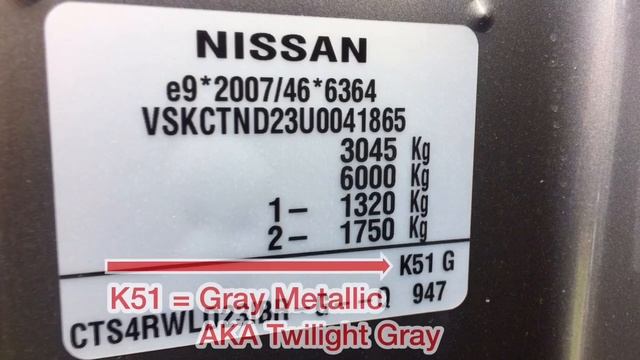 NISSAN
e9*2007/46*6364
VSKCTND23U0041865
3045 Kg
6000 Kg
1- 1320 Kg
2- 1750 Kg
K51 G
K51 = Gray Metallic
947
AKA Twilight Gray